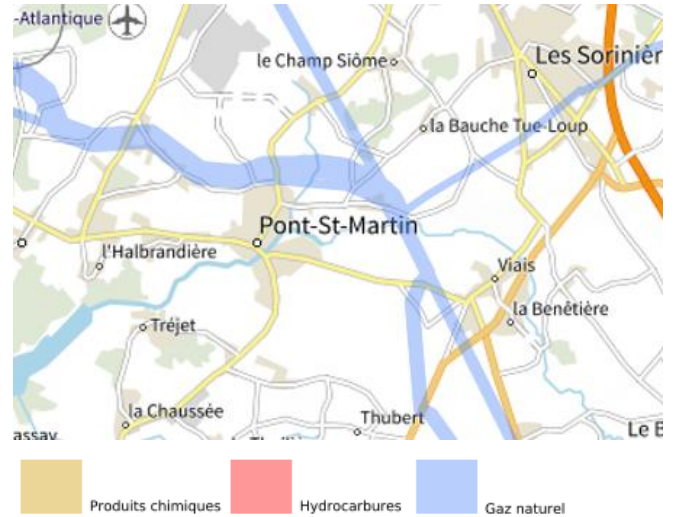 -Atlantique
le Champ Siôme
Les Sorinièr
la Bauche Tue-Loup
Pont-St-Martin
l'Halbrandière
Viais
la Benêtière
Tréjet
la Chaussée
Thubert
assay
Le B
Produits chimiques
Hydrocarbures
Gaz naturel